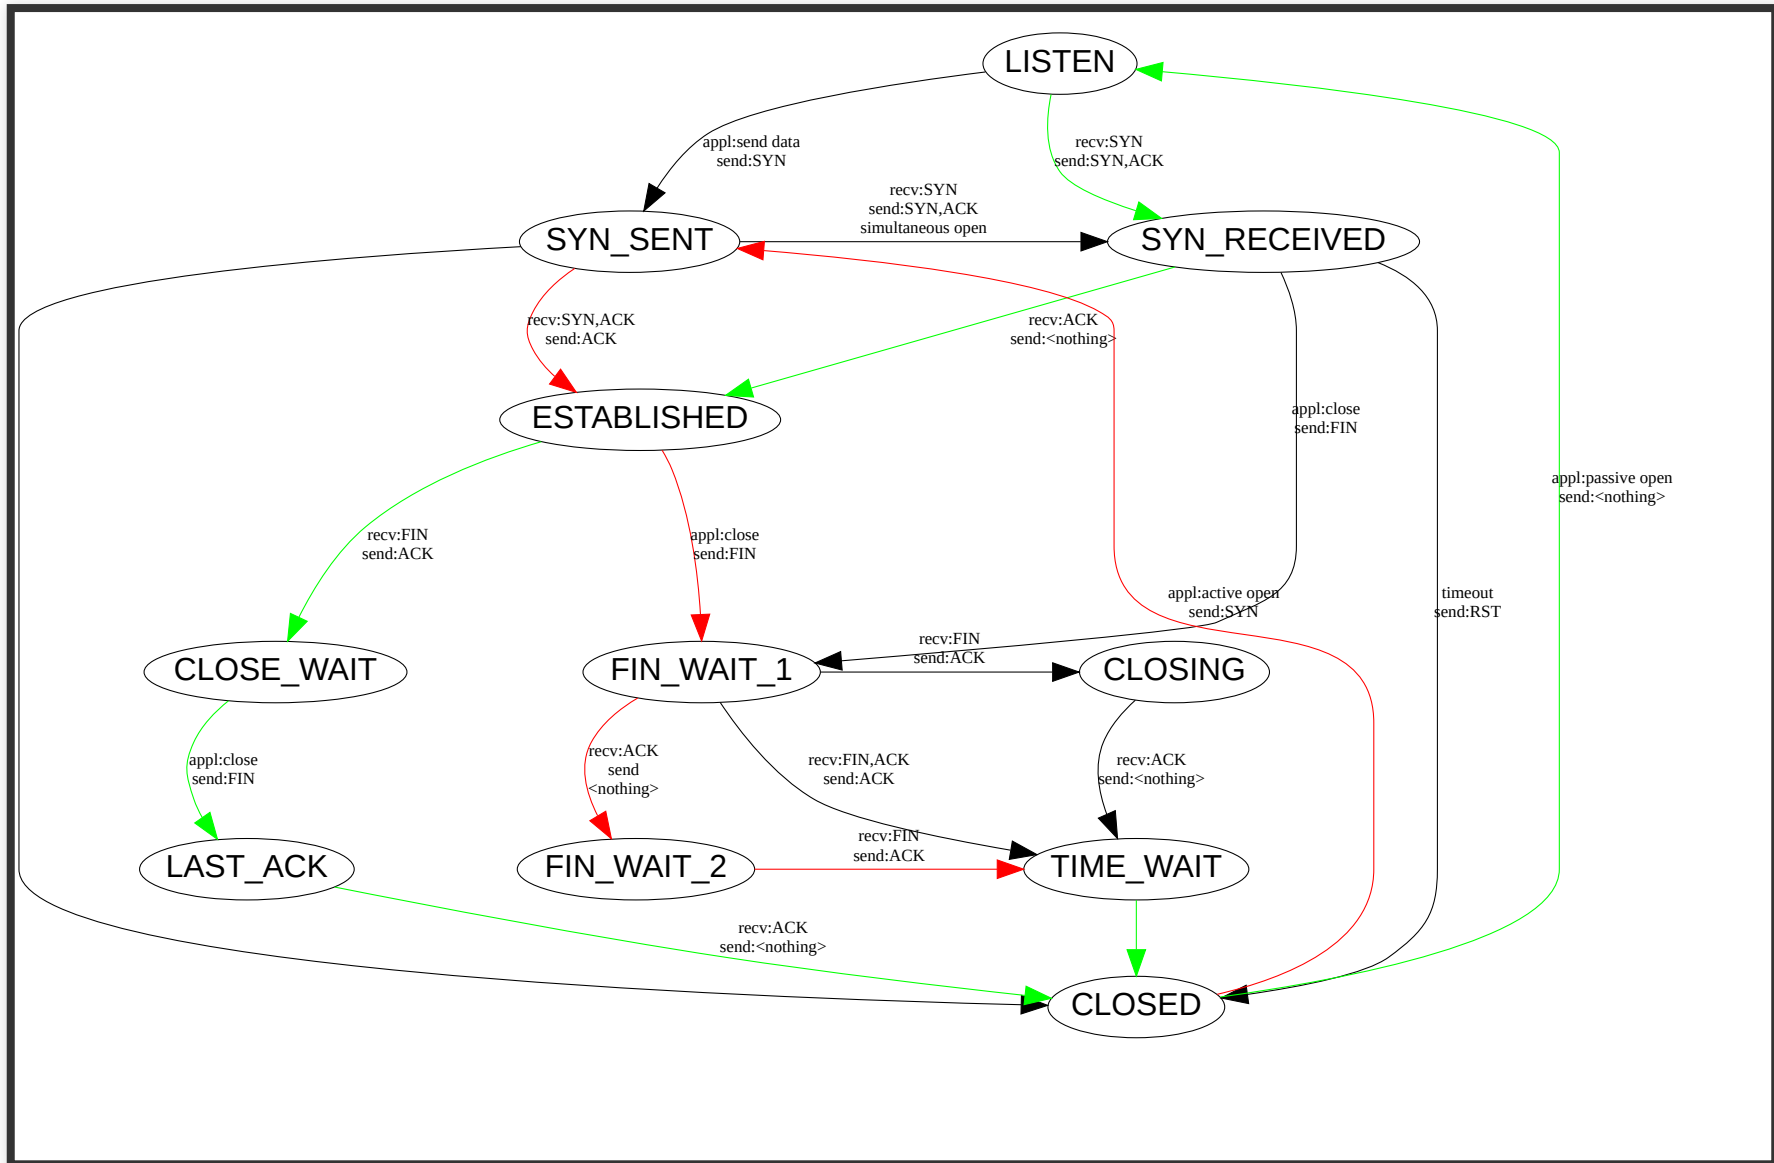 LISTEN
appl:send data
send:SYN
recv:SYN
send:SYN,ACK
recv:SYN
send:SYN,ACK
simultaneous open
SYN_SENT
SYN_RECEIVED
recv:SYN,ACK
send:ACK
recv:ACK
send:<nothing>
ESTABLISHED
appl:close
send:FIN
appl:passive open
send:<nothing>
recv:FIN
send:ACK
appl:close
send:FIN
appl:active open
send:SYN
timeout
send:RST
recv:FIN
send:ACK
CLOSE_WAIT
FIN_WAIT_1
CLOSING
appl:close
send:FIN
recv:ACK
send
<nothing>
recv:FIN,ACK
send:ACK
recv:ACK
send:<nothing>
recv:FIN
send:ACK
LAST_ACK
FIN_WAIT_2
TIME_WAIT
recv:ACK
send:<nothing>
CLOSED